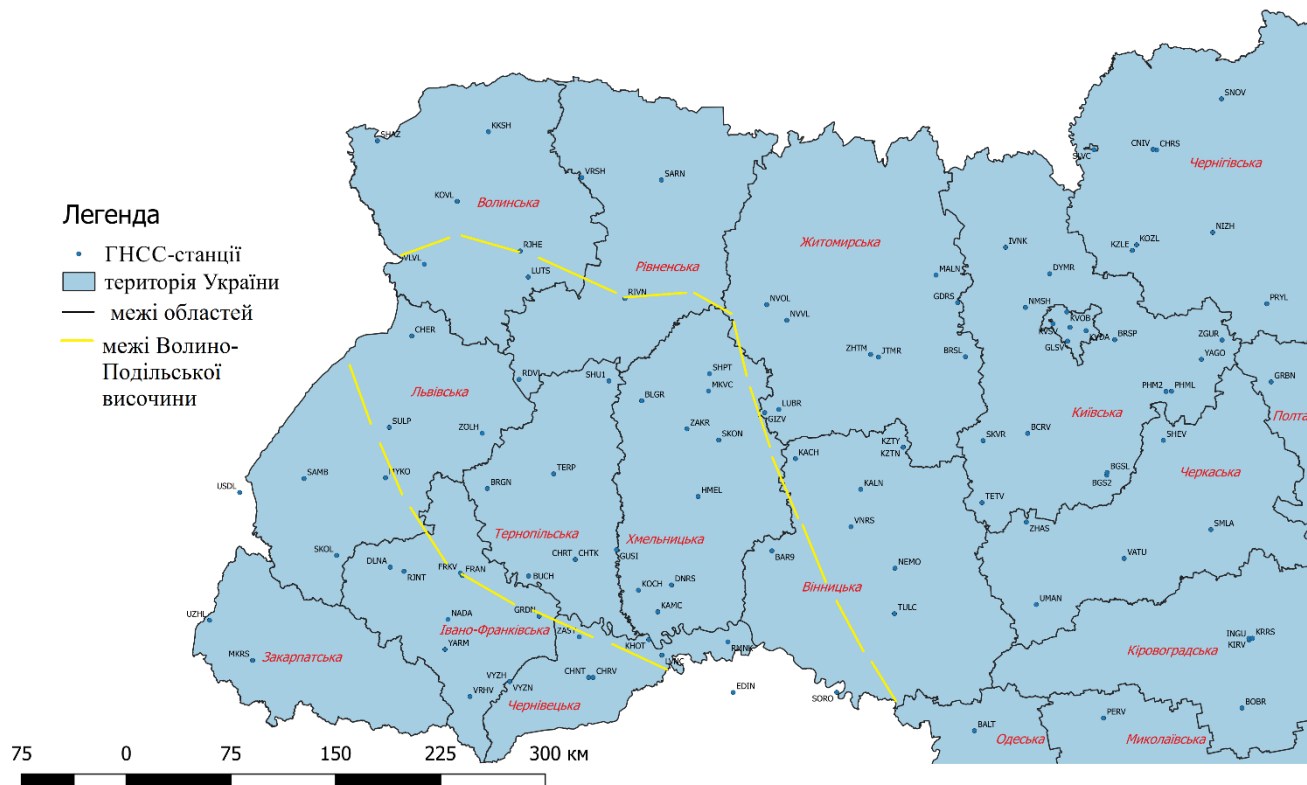 SNOV
SHAZ
KKSH
CNIV
CHRS
SLVC
Чернігівська
VRSH
SARN
KOVL
Волинська
Легенда
ГНСС-станції
територія України
межі областей
межі Волино-
Подільської
височини
NIZH
RJHE
Житомирська
IVNK
KZLE
KOZL
VLVL
LUTS
Рівненська
MALN
DYMR
RIVN
NVOL
NVVL
GDRS
NMSH
PRYL
KVSV
KVOB
GLSV
KYDA
BRSP
ZGUR
CHER
ZHTM
JTMR
BRSL
YAGO
RDVL
SHU1
SHPT
MKVC
PHM2
PHML
GRBN
Львівська
BLGR
LUBR
GIZV
Київська
Полта
SULP
ZOLH
ZAKR
SKON
KZTY
KZTN
SKVR
BCRV
SHEV
SAMB
MYKO
TERP
KACH
BGSL
BGS2
Черкаська
USDL
BRGN
HMEL
KALN
TETV
Тернопільська
Хмельницька
VNRS
ZHAS
SMLA
SKOL
DLNA
RJNT
FRKV
FRAN
CHRT
CHTK
GUSI
BAR9
NEMO
VATU
BUCH
KOCH
DNRS
Вінницька
UZHL
NADA
GRDN
KAMC
TULC
UMAN
Івано-Франківська
ZAST
KHOT
RMNK
INGU
KRRS
KIRV
Кіровоградська
MKRS
Закарпатська
YARM
LYNC
VYZH
VYZN
CHNT
CHRV
VRHV
Чернівецька
EDIN
SORO
BOBR
BALT
Одеська
PERV
Миколаївська
75
0
75
150
225
300 км